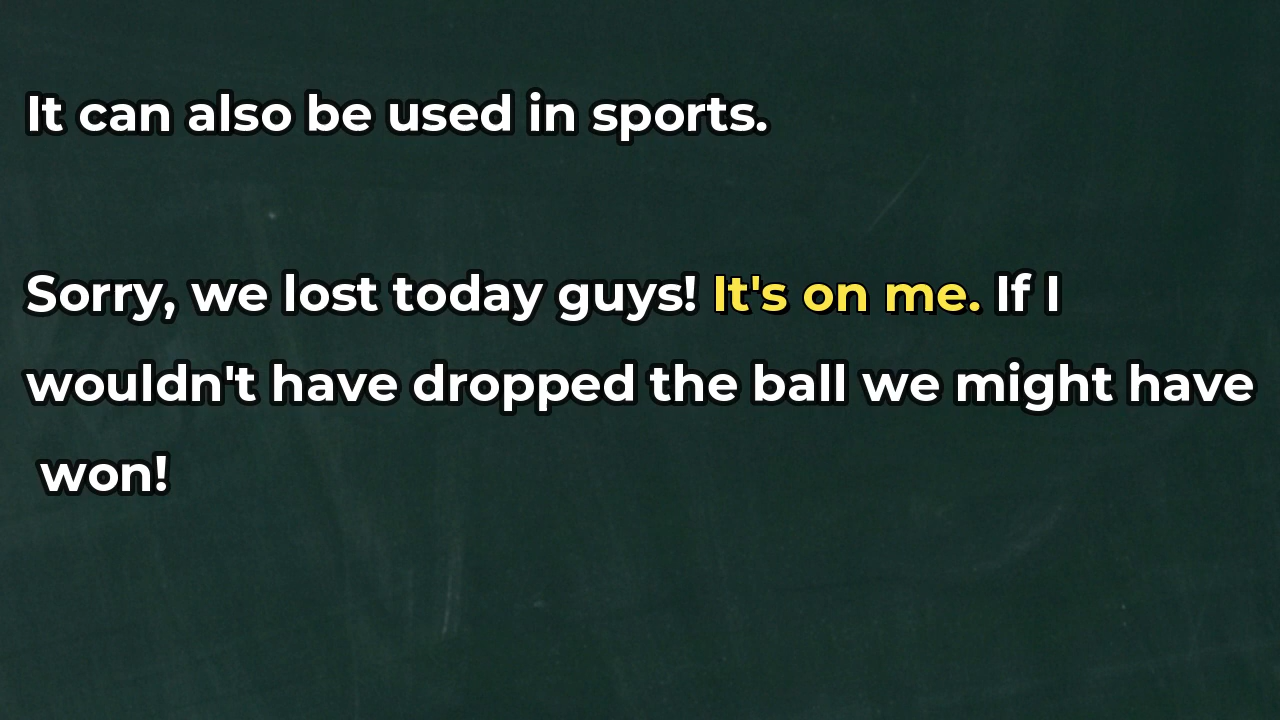 It can also be used in sports.
Sorry, we lost today guys! It's on me. If I
wouldn't have dropped the ball we might have
won!